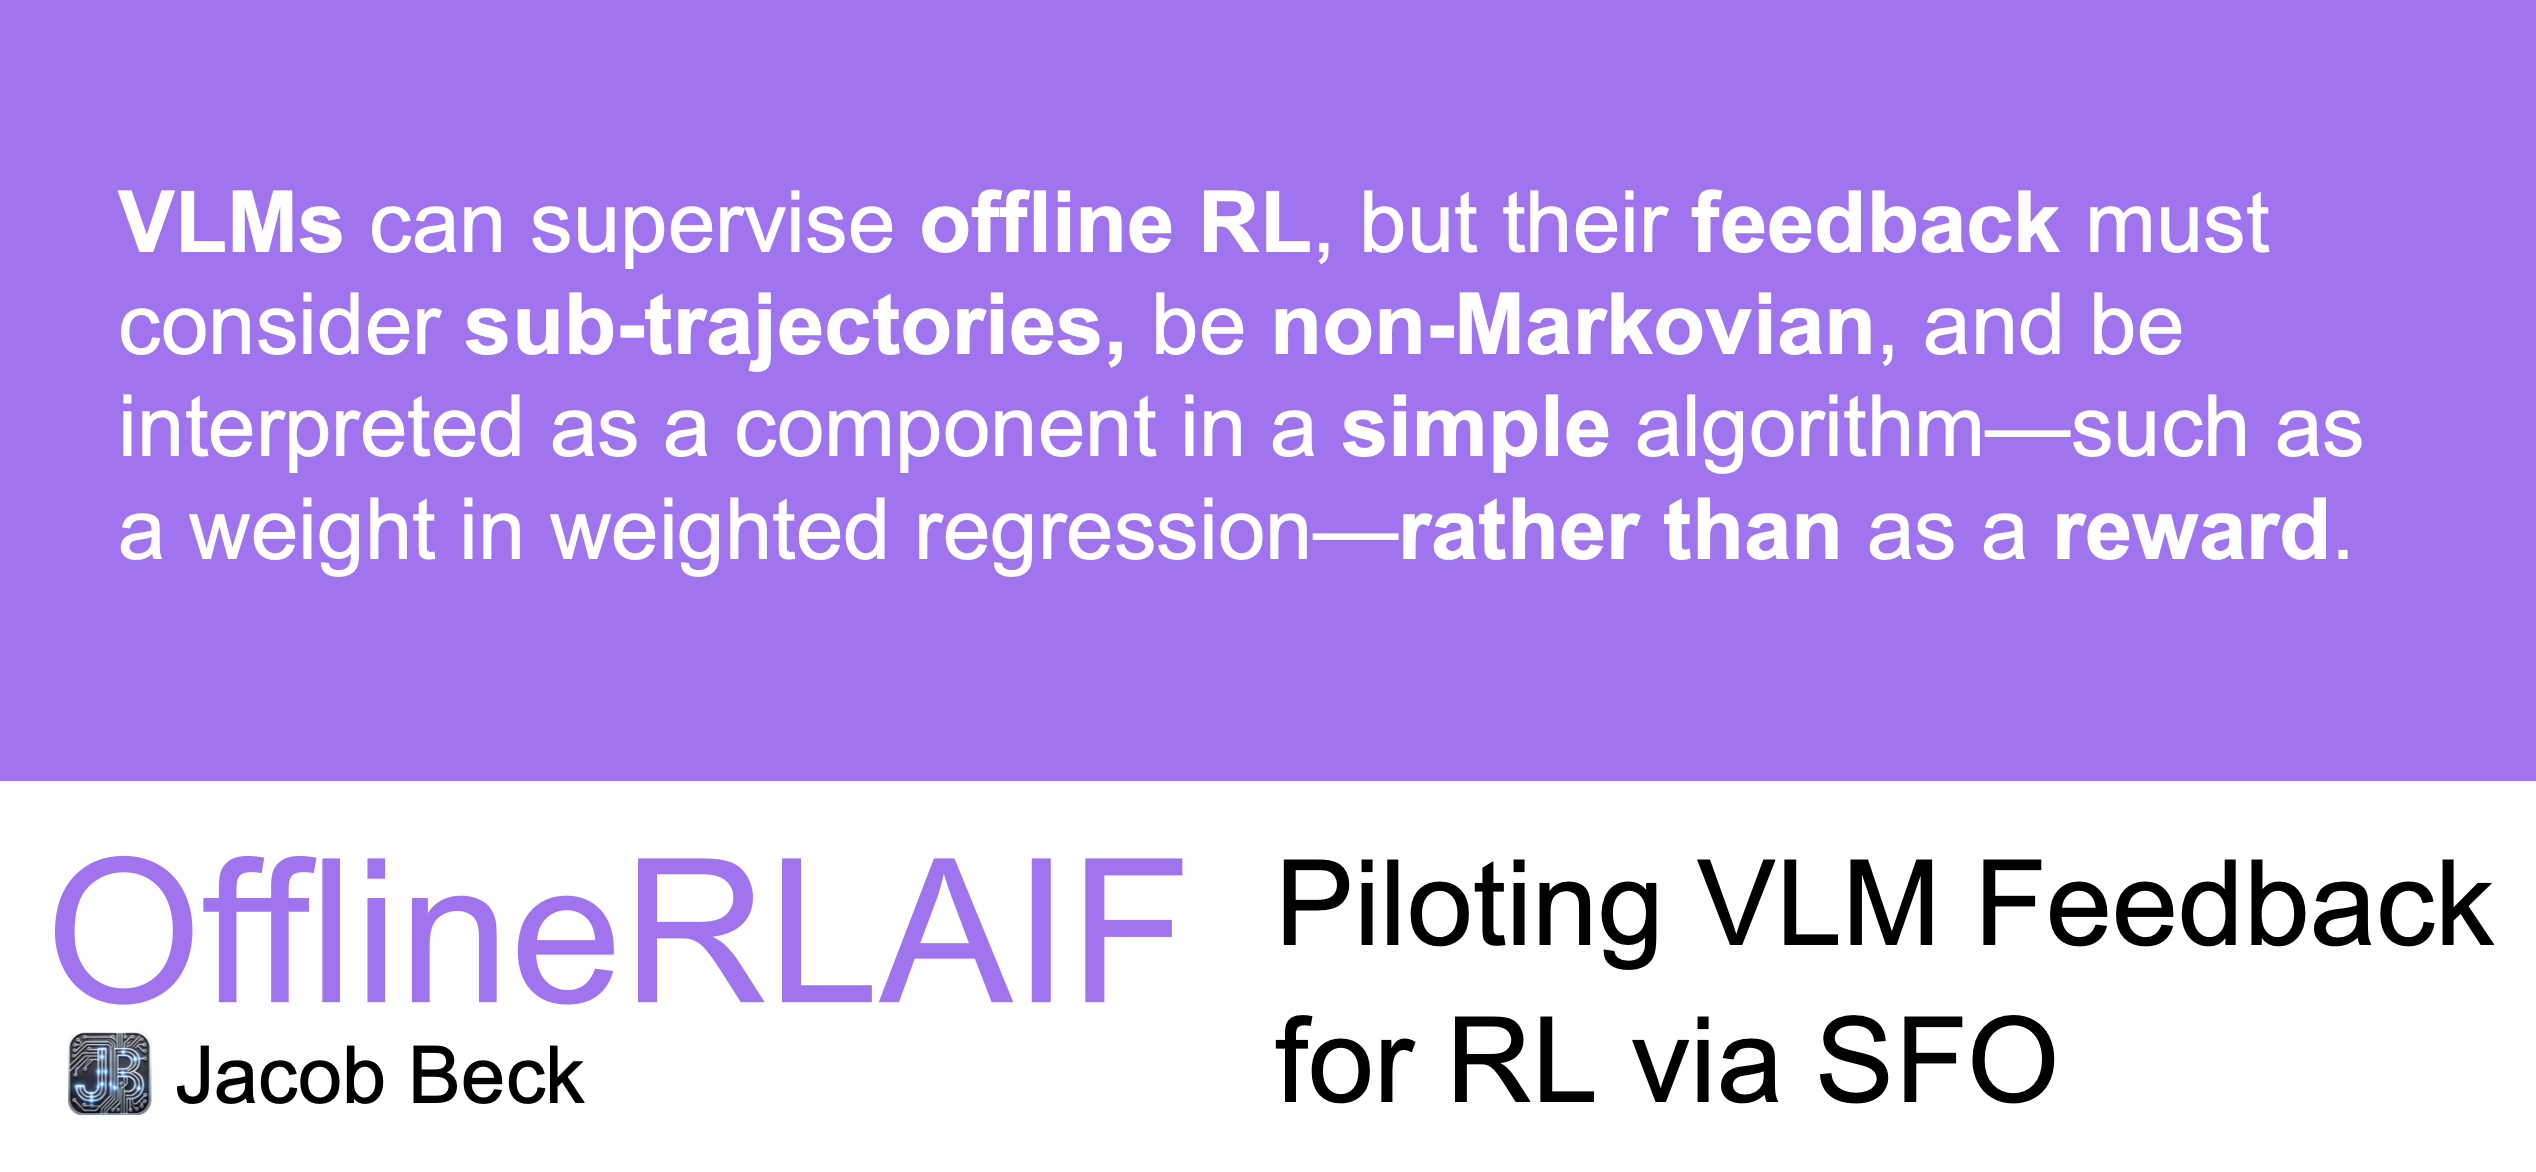 VLMs can supervise offline RL, but their feedback must
consider sub-trajectories, be non-Markovian, and be
interpreted as a component in a simple algorithm—such as
a weight in weighted regression—rather than as a reward.
OfflineRLAIF
JB Jacob Beck
Piloting VLM Feedback
for RL via SFO